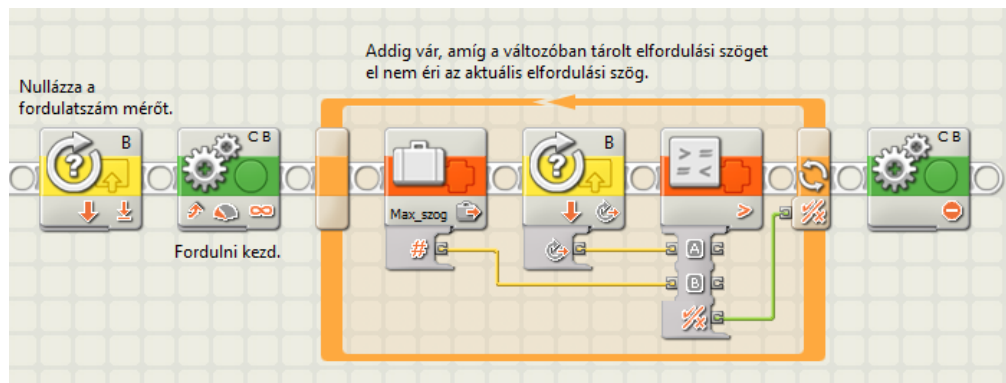 Addig vár, amíg a változóban tárolt elfordulási szöget
el nem éri az aktuális elfordulási szög.
Nullázza a
fordulatszám mérőt.
B
C B
B
C B
Max_szog
Fordulni kezd.
#
A
B